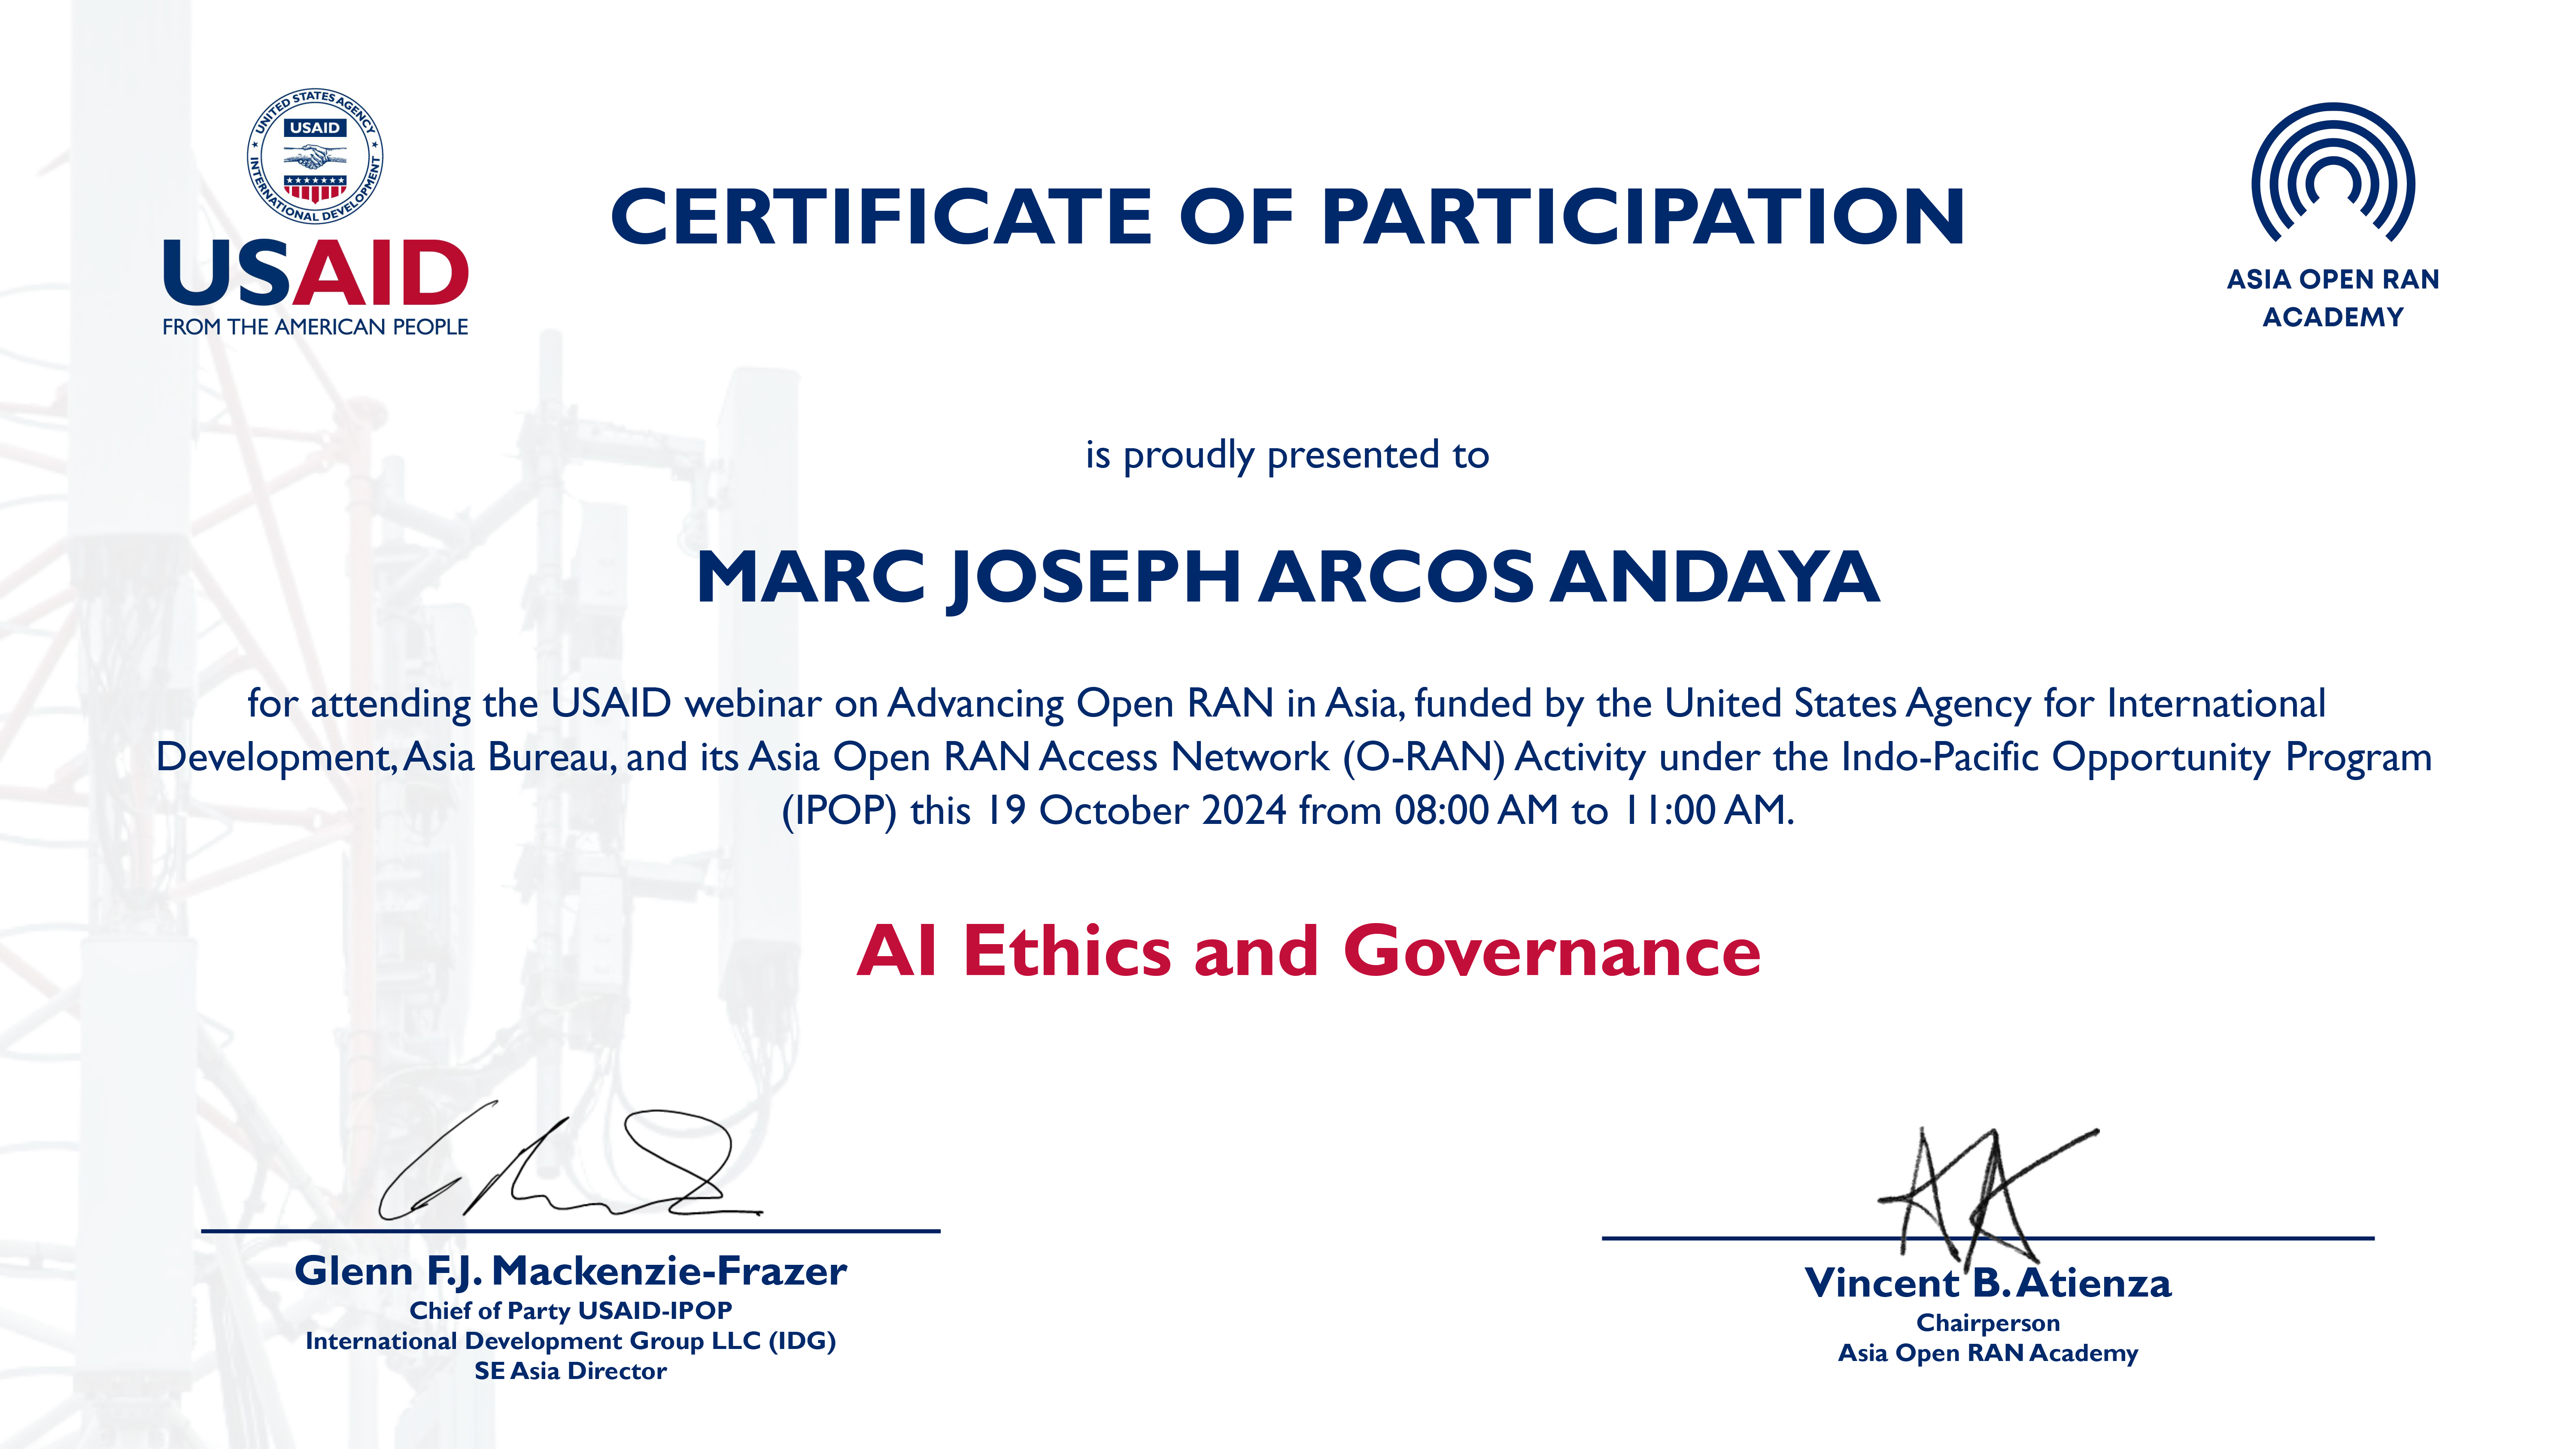 UNITED STATES AGENCY
USAID
INTERNATIONAL DEVELOPMENT
USAID
FROM THE AMERICAN PEOPLE
CERTIFICATE OF PARTICIPATION
ASIA OPEN RAN
ACADEMY
is proudly presented to
MARC JOSEPH ARCOS ANDAYA
for attending the USAID webinar on Advancing Open RAN in Asia, funded by the United States Agency for International
Development, Asia Bureau, and its Asia Open RAN Access Network (O-RAN) Activity under the Indo-Pacific Opportunity Program
(IPOP) this 19 October 2024 from 08:00 AM to 11:00 AM.
AI Ethics and Governance
Glenn F.J. Mackenzie-Frazer
Chief of Party USAID-IPOP
International Development Group LLC (IDG)
SE Asia Director
Vincent B. Atienza
Chairperson
Asia Open RAN Academy